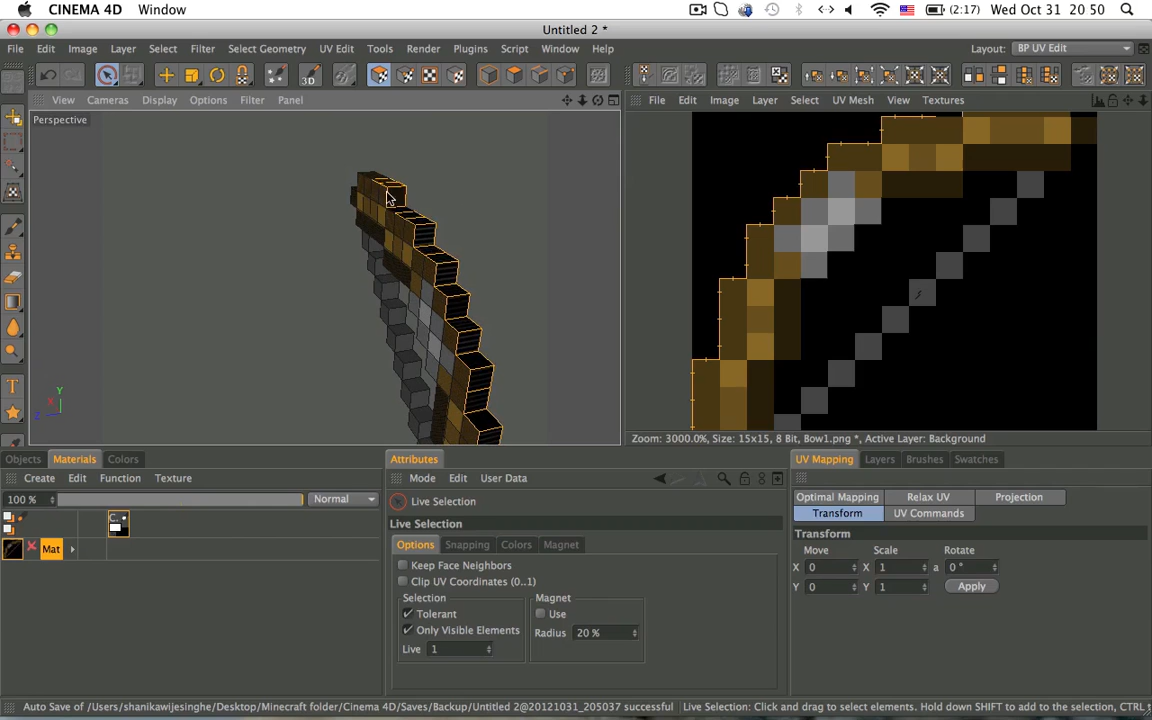 CINEMA 4D Window (2:17) Wed Oct 31 20 50
Untitled 2 *
File Edit Image Layer Select Filter Select Geometry UV Edit Tools Render Plugins Script Window Help Layout: BP UV Edit
3D
View Cameras Display Options Filter Panel
File Edit Image Layer Select UV Mesh View Textures
Perspective
Y
X
Z
T
Zoom: 3000.0%, Size: 15x15, 8 Bit, Bow1.png *, Active Layer: Background
Objects Materials Colors
Create Edit Function Texture
100 % Normal
C.
Mat
Attributes
Mode Edit User Data
Live Selection
Live Selection
Options Snapping Colors Magnet
Keep Face Neighbors
Clip UV Coordinates (0..1)
Selection Magnet
Tolerant Use
Only Visible Elements Radius 20 %
Live 1
UV Mapping Layers Brushes Swatches
Optimal Mapping Relax UV Projection
Transform UV Commands
Transform
Move Scale Rotate
X 0 X 1 a 0 °
Y 0 Y 1 Apply
Auto Save of /Users/shanikawijesinghe/Desktop/Minecraft folder/Cinema 4D/Saves/Backup/Untitled 2@20121031_205037 successful
Live Selection: Click and drag to select elements. Hold down SHIFT to add to the selection, CTRL t